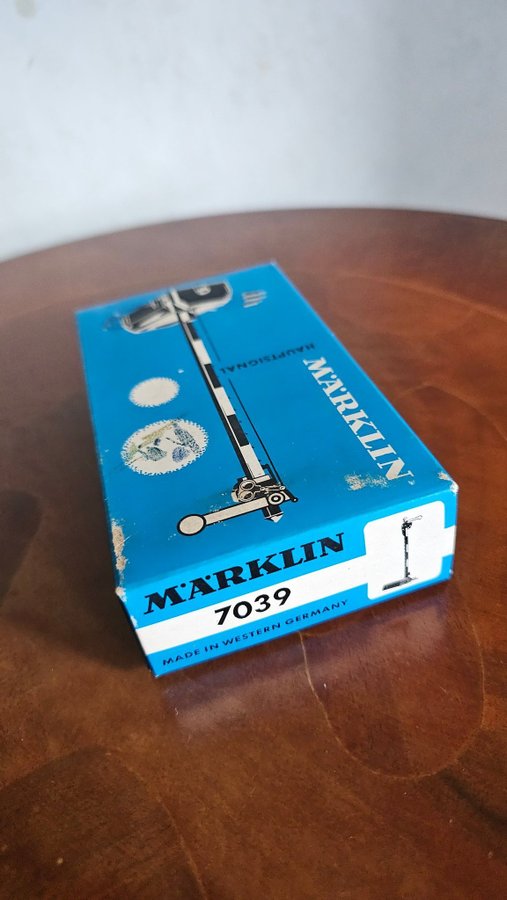 HAUPTSIGNAL
MÄRKLIN
MÄRKLIN
7039
MADE IN WESTERN GERMANY